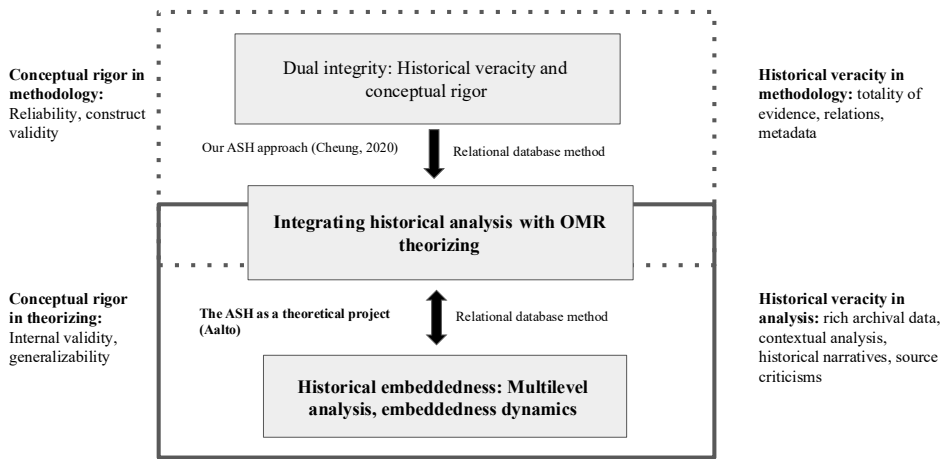 Dual integrity: Historical veracity and
conceptual rigor
Conceptual rigor in
methodology:
Reliability, construct
validity
Historical veracity in
methodology: totality of
evidence, relations,
metadata
Our ASH approach (Cheung, 2020)
Relational database method
Integrating historical analysis with OMR
theorizing
Conceptual rigor
in theorizing:
Internal validity,
generalizability
The ASH as a theoretical project
(Aalto)
Relational database method
Historical veracity in
analysis: rich archival data,
contextual analysis,
historical narratives, source
criticisms
Historical embeddedness: Multilevel
analysis, embeddedness dynamics